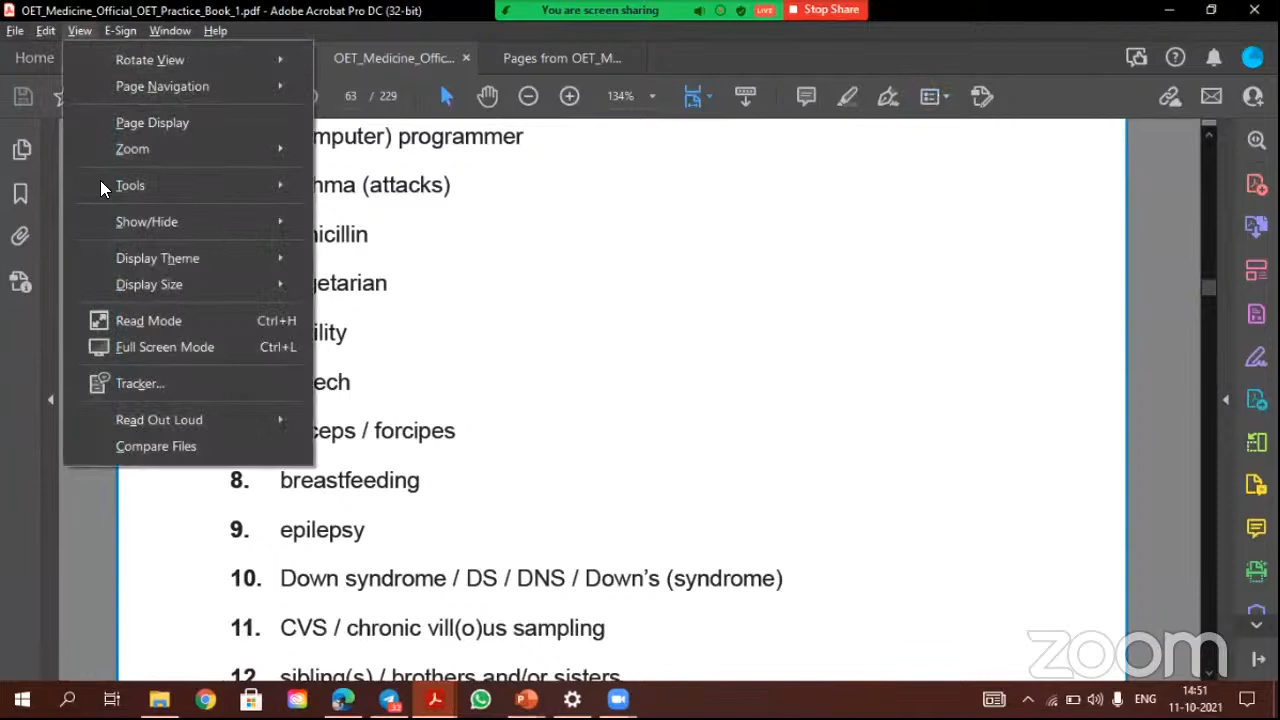 OET_Medicine_Official_OET_Practice_Book_1.pdf - Adobe Acrobat Pro DC (32-bit)
You are screen sharing
LIVE
Stop Share
File Edit View E-Sign Window Help
Home
OET_Medicine_Offic...
Pages from OET_M...
63 / 229
134%
Rotate View
Page Navigation
Page Display
Zoom
Tools
Show/Hide
Display Theme
Display Size
Read Mode Ctrl+H
Full Screen Mode Ctrl+L
Tracker...
Read Out Loud
Compare Files
mputer) programmer
hma (attacks)
icillin
getarian
ility
ech
ceps / forcipes
8. breastfeeding
9. epilepsy
10. Down syndrome / DS / DNS / Down's (syndrome)
11. CVS / chronic vill(o)us sampling
12 sibling(s) / brothers and/or sisters
zoom
ENG
14:51
11-10-2021